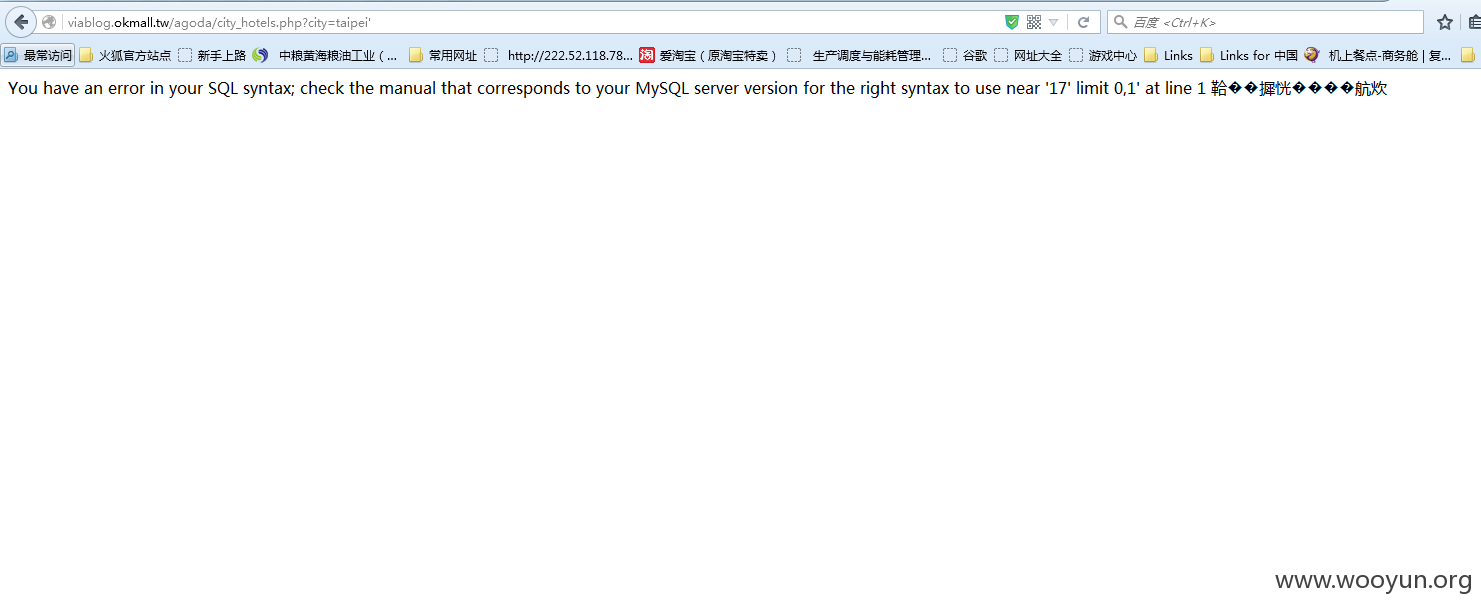 viablog.okmall.tw/agoda/city_hotels.php?city=taipei'
百度 <Ctrl+K>
最常访问 火狐官方站点 新手上路 中粮黄海粮油工业（... 常用网址 http://222.52.118.78... 淘 爱淘宝（原淘宝特卖） 生产调度与能耗管理... 谷歌 网址大全 游戏中心 Links Links for 中国 机上餐点-商务舱 | 复...
You have an error in your SQL syntax; check the manual that corresponds to your MySQL server version for the right syntax to use near '17' limit 0,1' at line 1 鞈��摨恍����航炊
www.wooyun.org